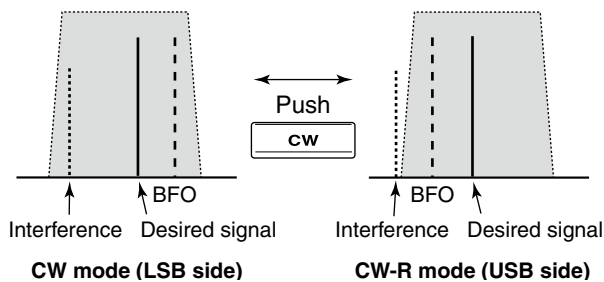 Push
CW
BFO
Interference
Desired signal
CW mode (LSB side)
BFO
Interference
Desired signal
CW-R mode (USB side)